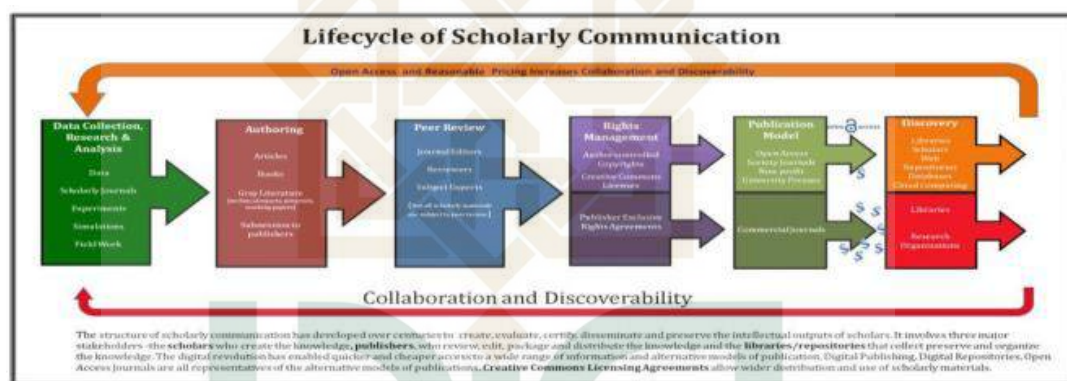 Lifecycle of Scholarly Communication
Open Access and Reasonable Pricing Increases Collaboration and Discoverability
Data Collection,
Research &
Analysis
Data
Scholarly Journals
Experiments
Simulations
Field Work
Authoring
Articles
Books
Gray Literature
Submission to
publishers
Peer Review
Journal Editors
Reviewers
Subject Experts
Rights
Management
Author controlled
Copyrights
Creative Commons
Licenses
Publisher Exclusive
Rights Agreements
Publication
Model
Open Access
Society Journals
Non profit
University Presses
Commercial Journals
open access
$
$ $
$ $
$ $
$ $
Discovery
Libraries
Scholars
Web
Repositories
Databases
Cloud Computing
Libraries
Research
Organizations
Collaboration and Discoverability
The structure of scholarly communication has developed over centuries to create, evaluate, certify, disseminate and preserve the intellectual outputs of scholars. It involves three major
stakeholders -the scholars who create the knowledge, publishers, who review, edit, package and distribute the knowledge and the libraries/repositories that collect preserve and organize
the knowledge. The digital revolution has enabled quicker and cheaper access to a wide range of information and alternative models of publication. Digital Publishing, Digital Repositories, Open
Access Journals are all representatives of the alternative models of publications. Creative Commons Licensing Agreements allow wider distribution and use of scholarly materials.